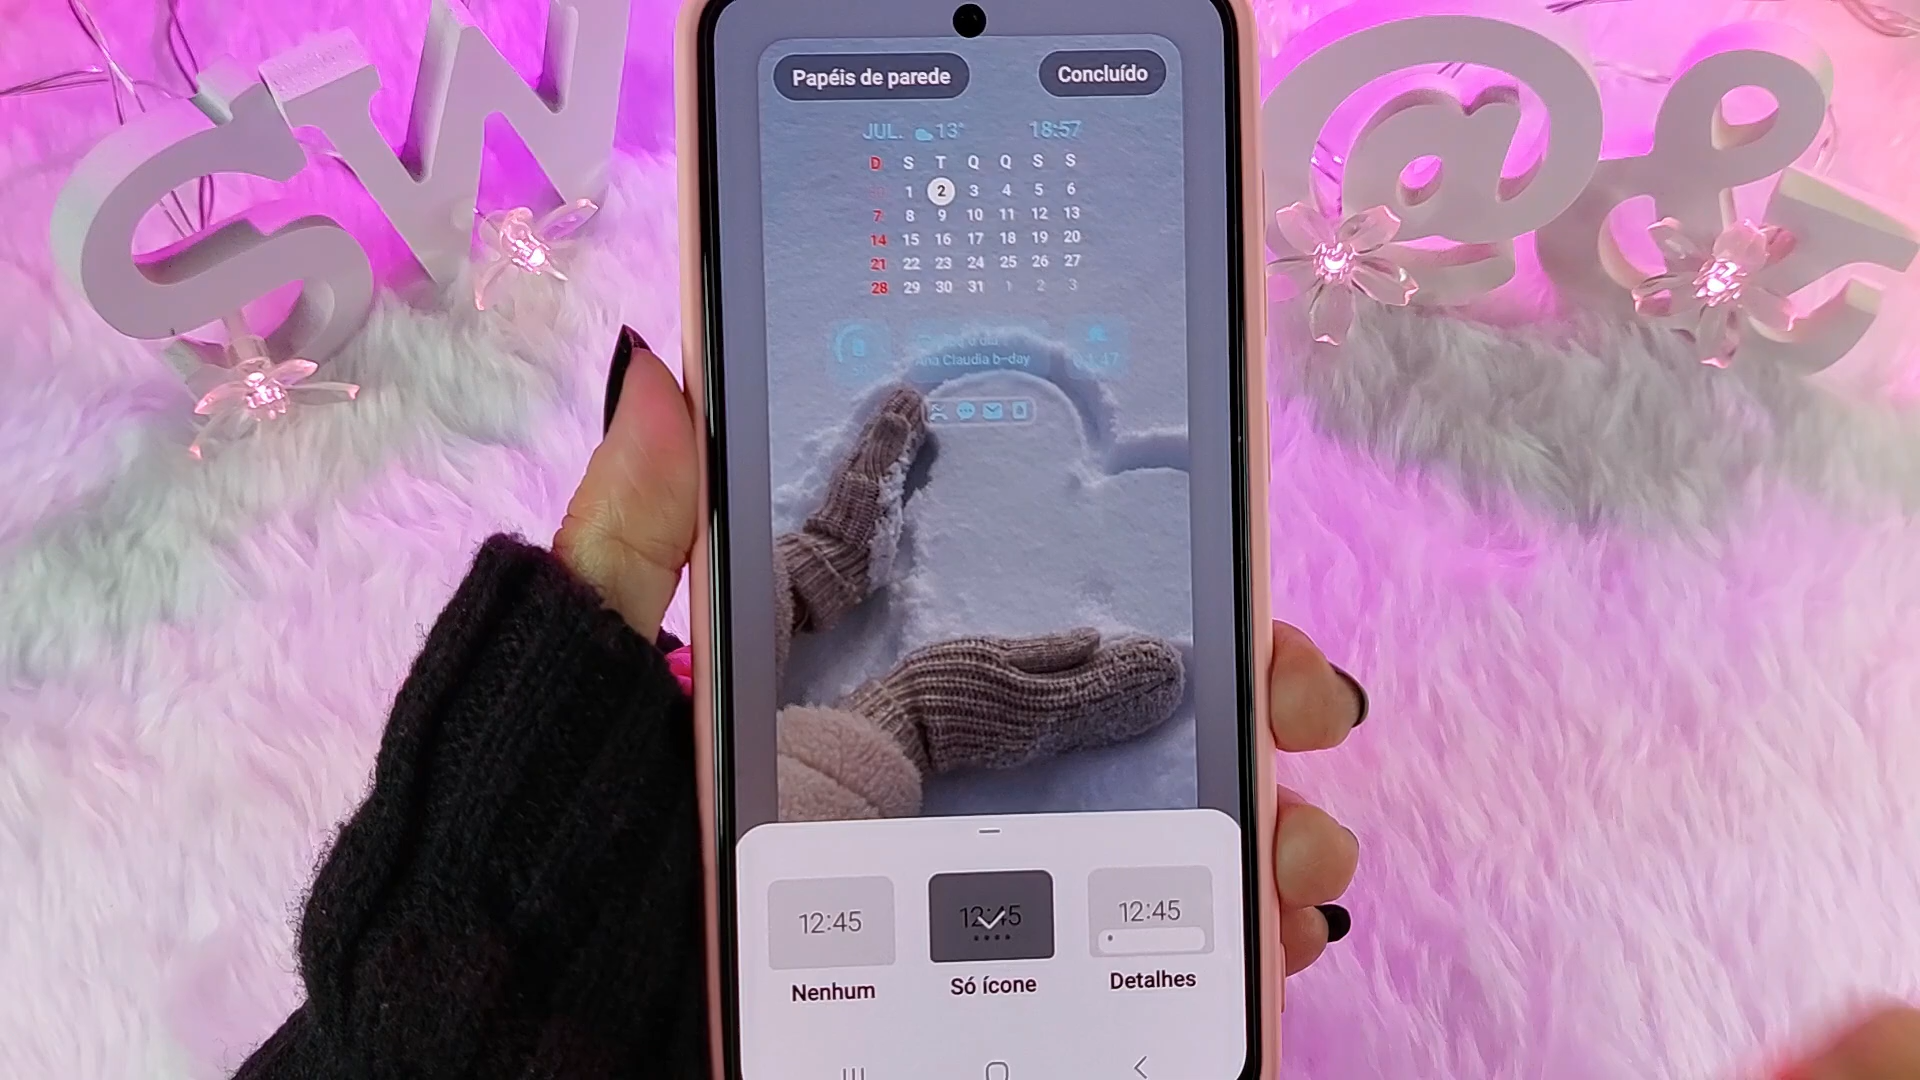 SW @ &
Papéis de parede Concluído
JUL. 13° 18:57
D S T Q Q S S
1 2 3 4 5 6
7 8 9 10 11 12 13
14 15 16 17 18 19 20
21 22 23 24 25 26 27
28 29 30 31 1 2 3
Ana Claudia b-day
12:45 12:45 12:45
Nenhum Só ícone Detalhes